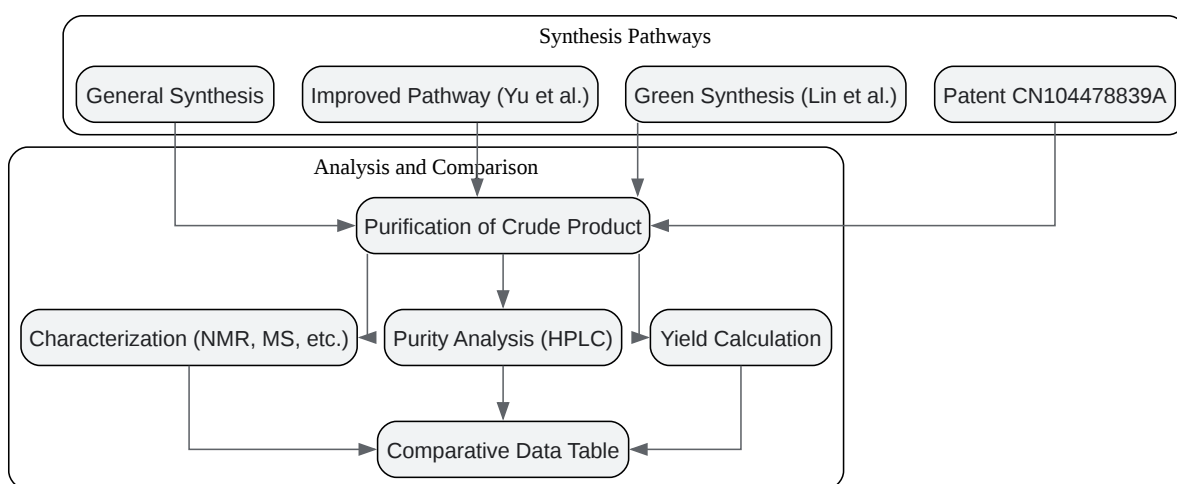 Synthesis Pathways
General Synthesis
Improved Pathway (Yu et al.)
Green Synthesis (Lin et al.)
Patent CN104478839A
Analysis and Comparison
Purification of Crude Product
Characterization (NMR, MS, etc.)
Purity Analysis (HPLC)
Yield Calculation
Comparative Data Table